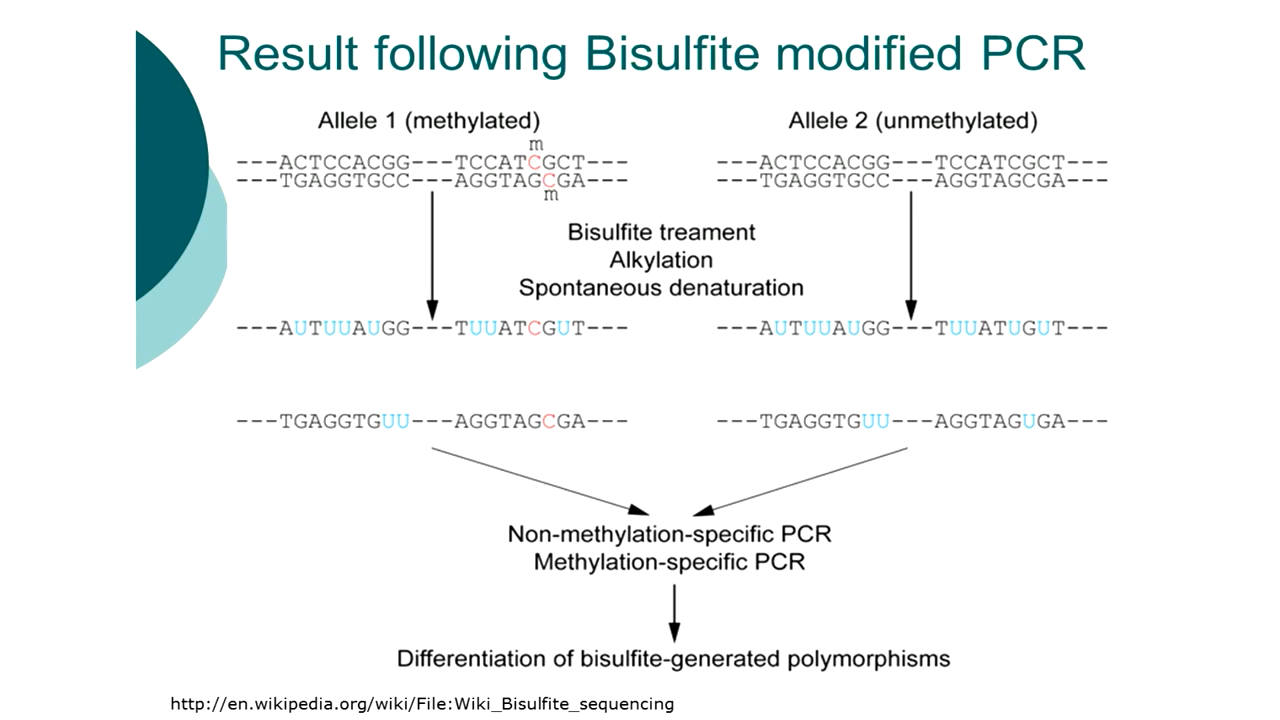 Result following Bisulfite modified PCR
Allele 1 (methylated)
Allele 2 (unmethylated)
m
---ACTCCACGG---TCCATCGCT---
---TGAGGTGCC---AGGTAGCGA---
m
---ACTCCACGG---TCCATCGCT---
---TGAGGTGCC---AGGTAGCGA---
Bisulfite treament
Alkylation
Spontaneous denaturation
---AUTUUAUGG---TUUATCGUT---
---AUTUUAUGG---TUUATUGUT---
---TGAGGTGUU---AGGTAGCGA---
---TGAGGTGUU---AGGTAGUGA---
Non-methylation-specific PCR
Methylation-specific PCR
Differentiation of bisulfite-generated polymorphisms
http://en.wikipedia.org/wiki/File:Wiki_Bisulfite_sequencing